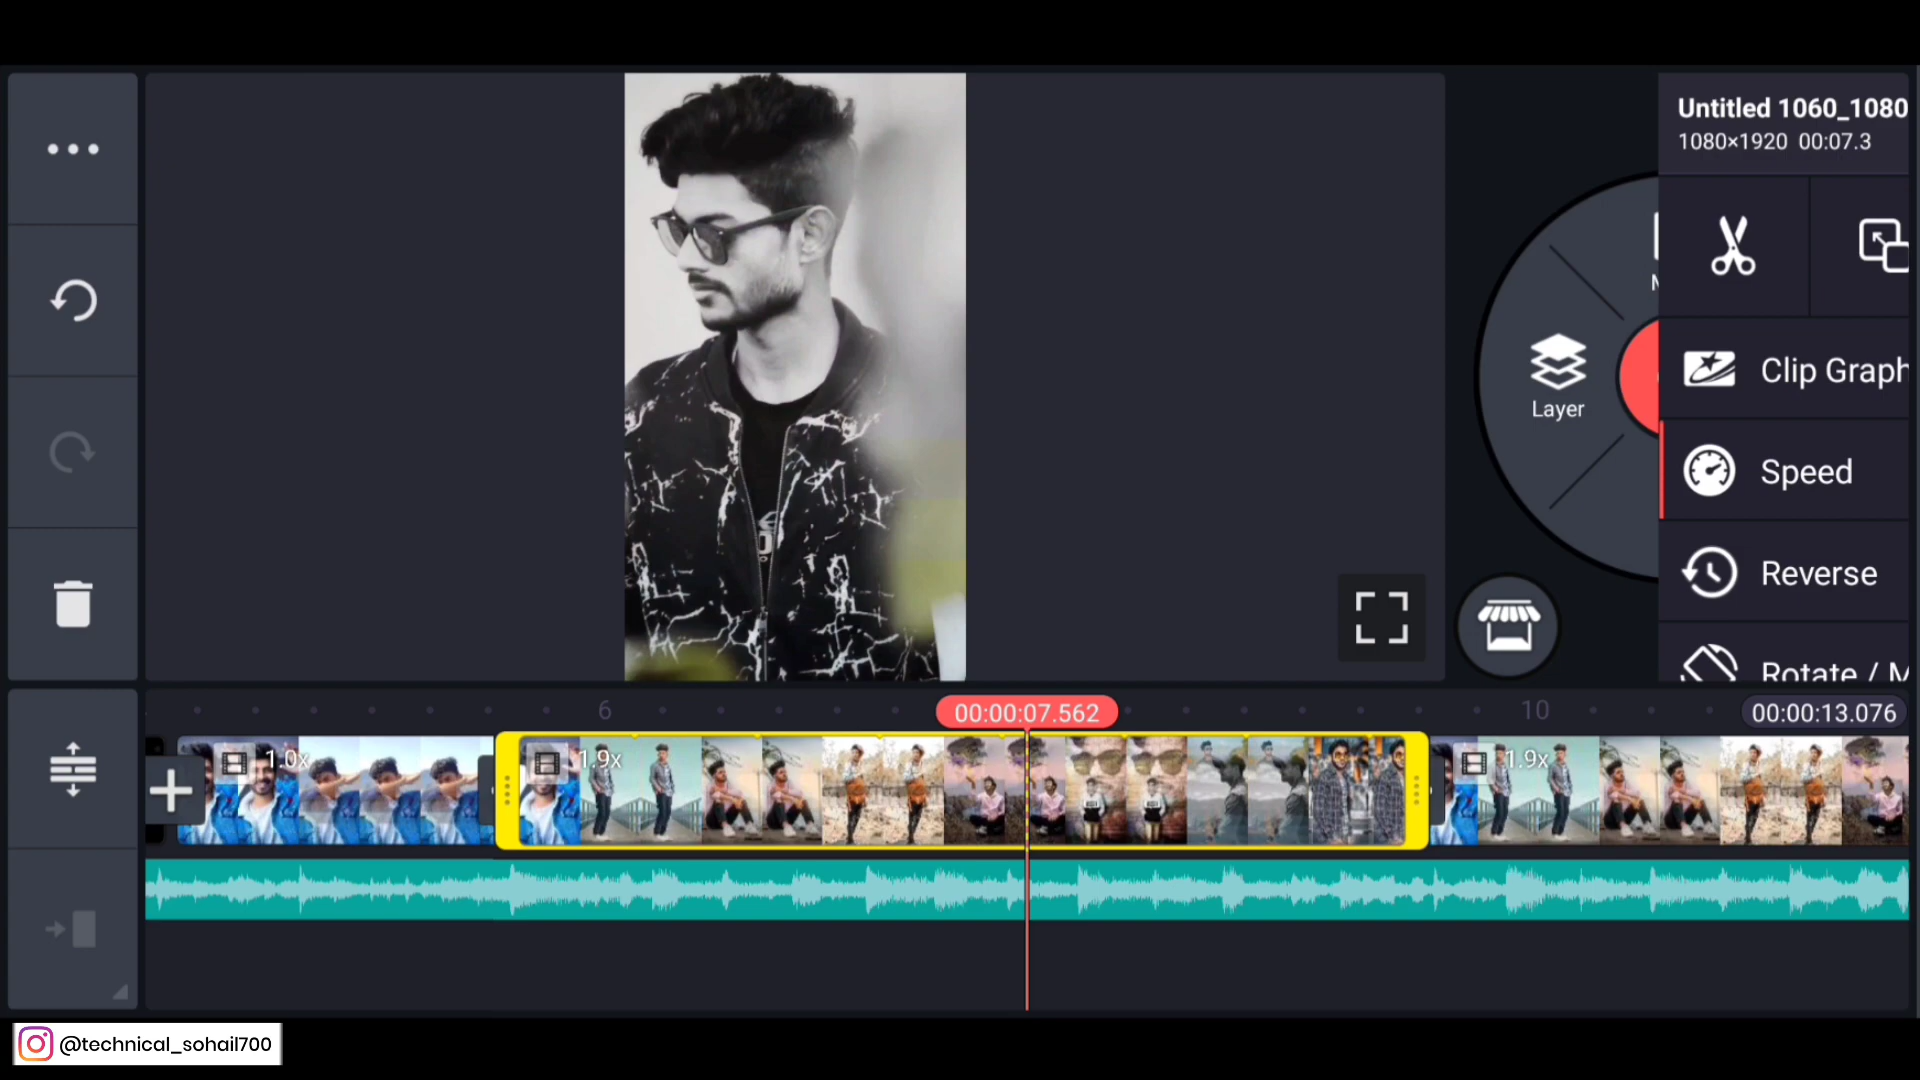 Untitled 1060_1080
1080×1920 00:07.3
Layer
Clip Graph
Speed
Reverse
Rotate / M
6
00:00:07.562
10
00:00:13.076
1.0x
1.9x
1.9x
@technical_sohail700